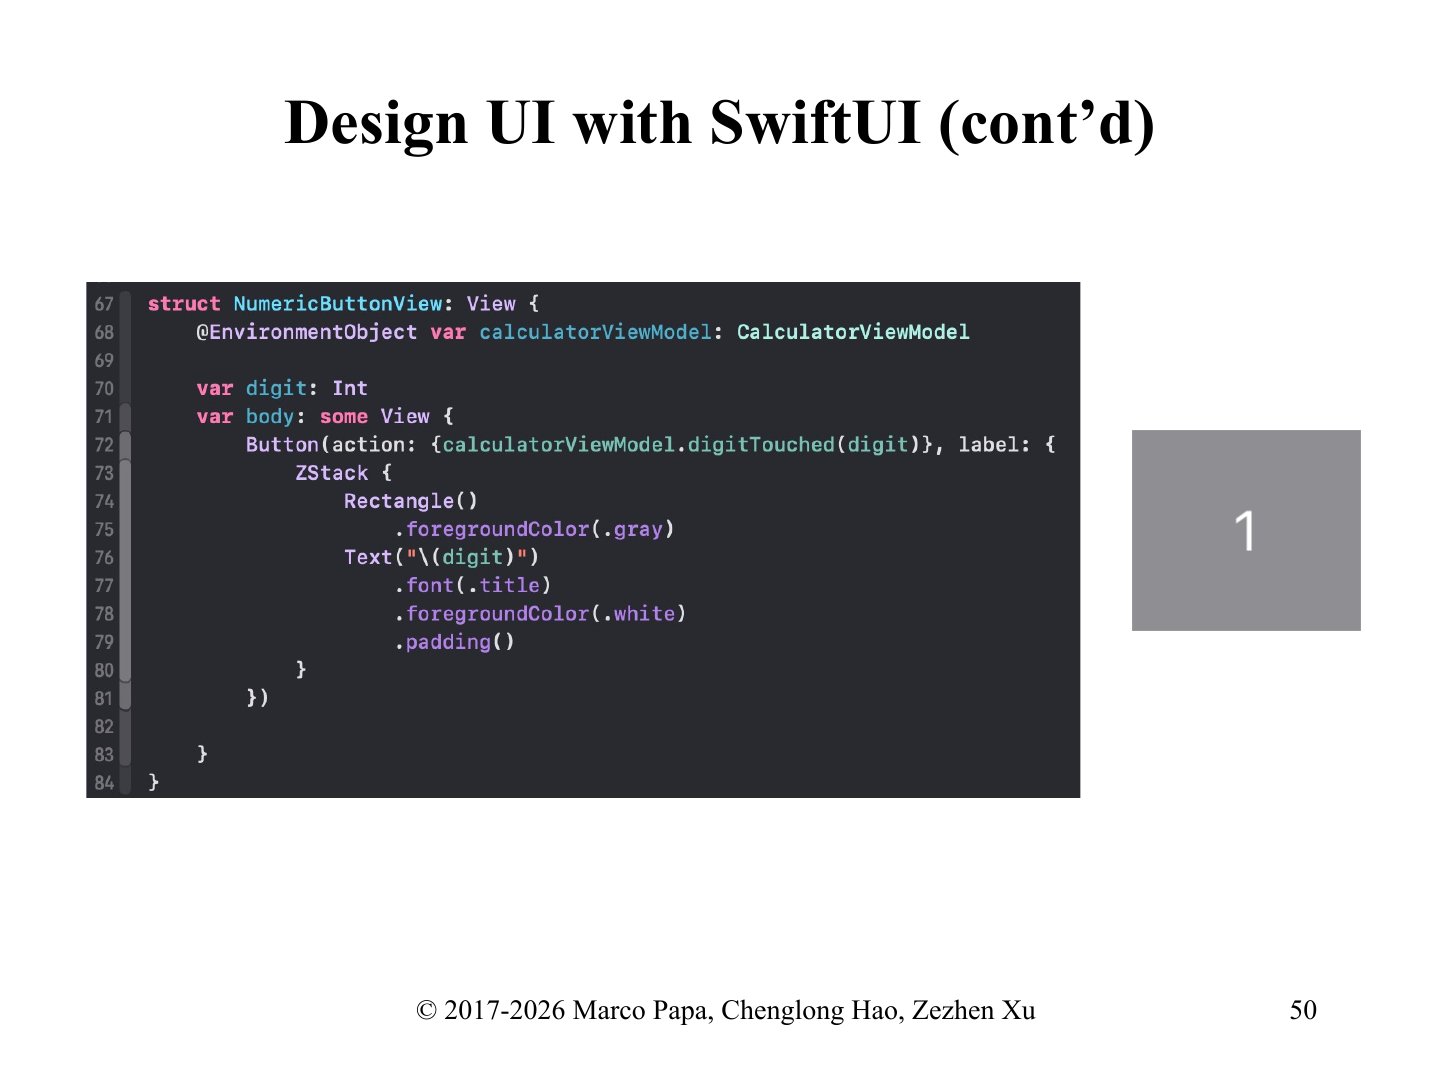 Design UI with SwiftUI (cont’d)
67 struct NumericButtonView: View {
68     @EnvironmentObject var calculatorViewModel: CalculatorViewModel
69
70     var digit: Int
71     var body: some View {
72         Button(action: {calculatorViewModel.digitTouched(digit)}, label: {
73             ZStack {
74                 Rectangle()
75                     .foregroundColor(.gray)
76                 Text("\(digit)")
77                     .font(.title)
78                     .foregroundColor(.white)
79                     .padding()
80             }
81         })
82
83     }
84 }
1
© 2017-2026 Marco Papa, Chenglong Hao, Zezhen Xu
50